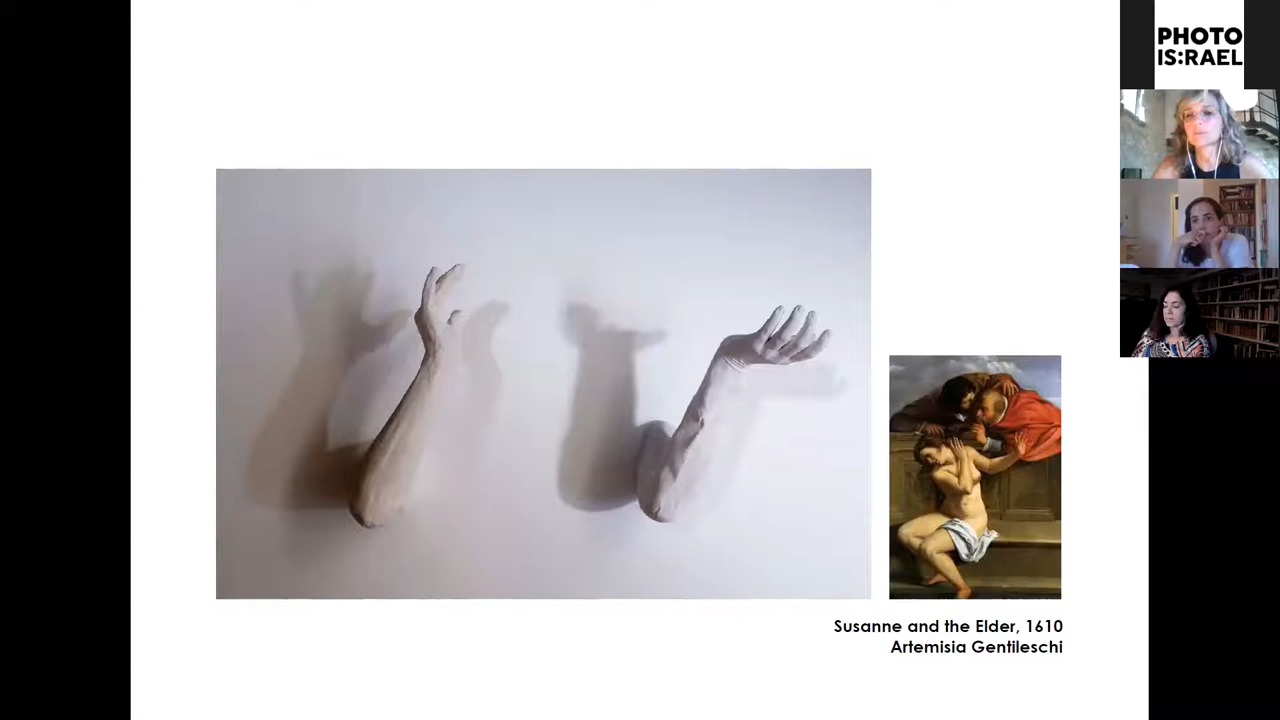 PHOTO
IS:RAEL
Susanne and the Elder, 1610
Artemisia Gentileschi